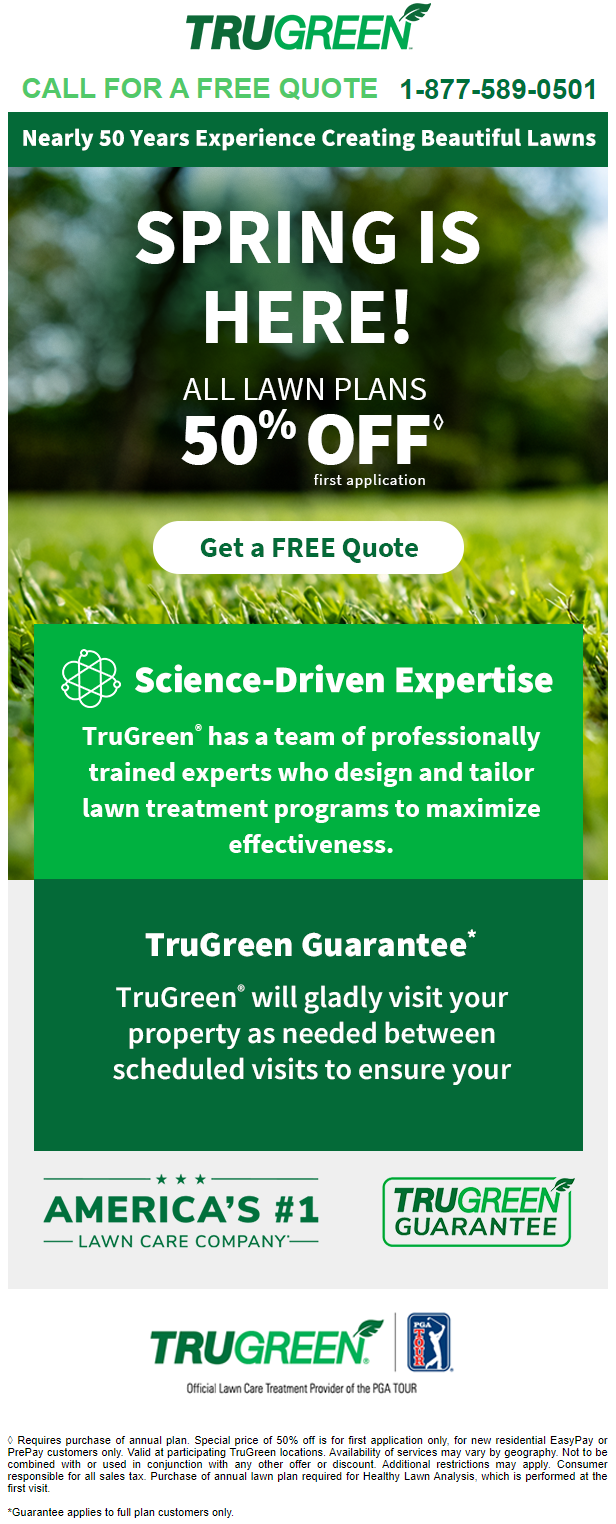 TRUGREEN
CALL FOR A FREE QUOTE 1-877-589-0501
Nearly 50 Years Experience Creating Beautiful Lawns
SPRING IS
HERE!
ALL LAWN PLANS
50% OFF◊
first application
Get a FREE Quote
Science-Driven Expertise
TruGreen® has a team of professionally
trained experts who design and tailor
lawn treatment programs to maximize
effectiveness.
TruGreen Guarantee*
TruGreen® will gladly visit your
property as needed between
scheduled visits to ensure your
AMERICA'S #1
LAWN CARE COMPANY*
TRUGREEN
GUARANTEE
TRUGREEN®
PGA TOUR
Official Lawn Care Treatment Provider of the PGA TOUR
◊ Requires purchase of annual plan. Special price of 50% off is for first application only, for new residential EasyPay or
PrePay customers only. Valid at participating TruGreen locations. Availability of services may vary by geography. Not to be
combined with or used in conjunction with any other offer or discount. Additional restrictions may apply. Consumer
responsible for all sales tax. Purchase of annual lawn plan required for Healthy Lawn Analysis, which is performed at the
first visit.
*Guarantee applies to full plan customers only.